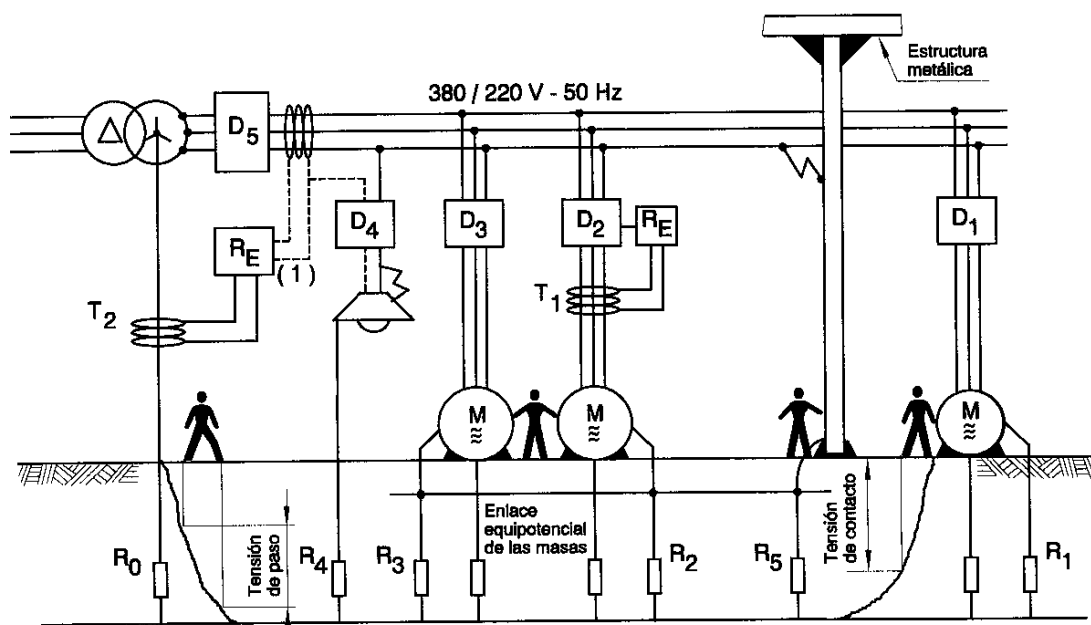 Estructura
metálica
380 / 220 V - 50 Hz
Δ
D5
D4
D3
D2
RE
D1
RE
(1)
T2
T1
M
M
M
Enlace
equipotencial
de las masas
Tensión
de paso
Tensión
de contacto
R0
R4
R3
R2
R5
R1